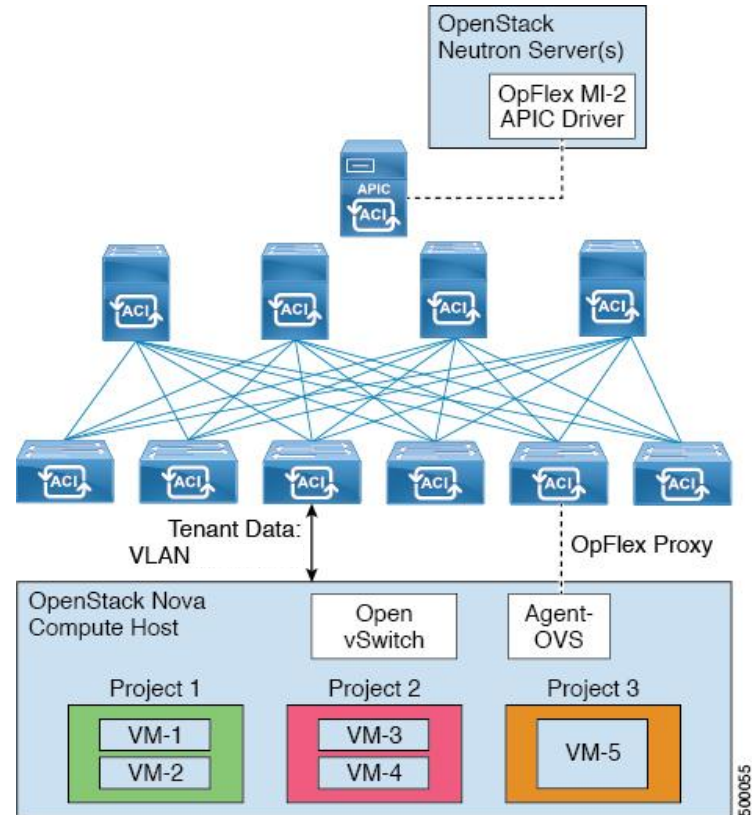 OpenStack
Neutron Server(s)
OpFlex MI-2
APIC Driver
APIC
ACI
ACI
ACI
ACI
ACI
ACI
ACI
ACI
ACI
ACI
ACI
Tenant Data:
VLAN
OpFlex Proxy
OpenStack Nova
Compute Host
Open
vSwitch
Agent-
OVS
Project 1
Project 2
Project 3
VM-1
VM-3
VM-5
VM-2
VM-4
500055